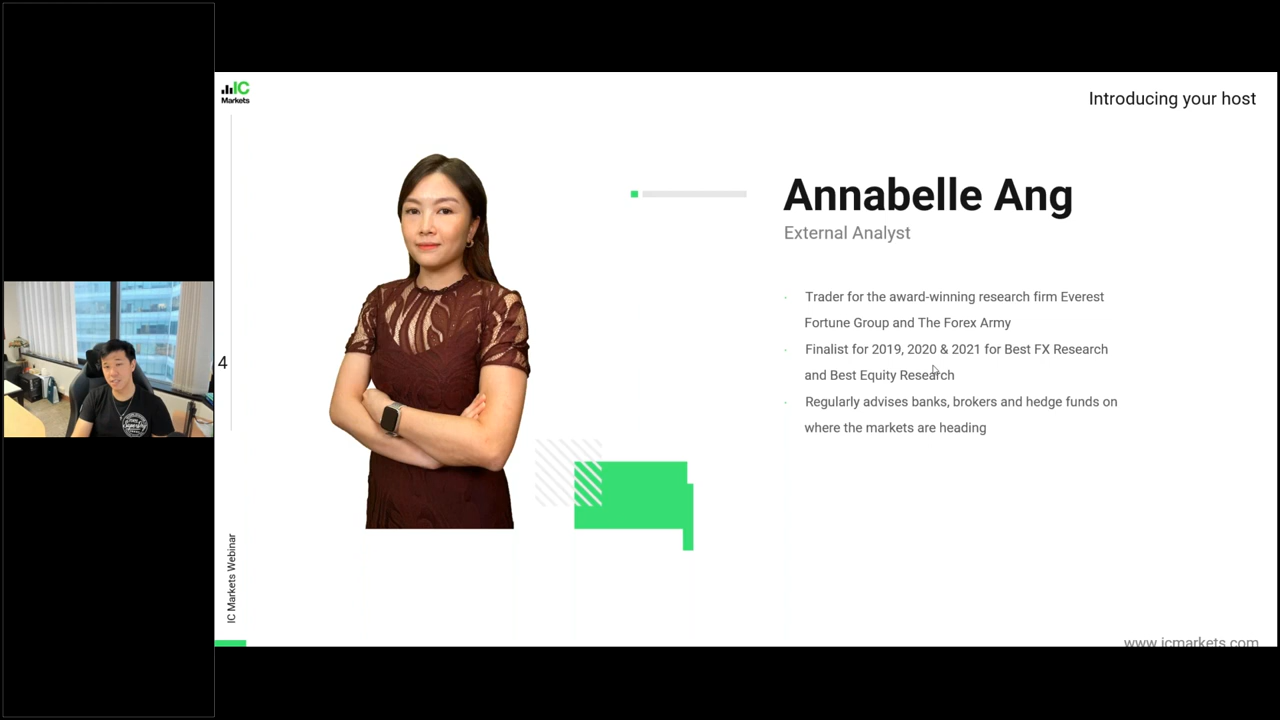 IC
Markets
Introducing your host
Annabelle Ang
External Analyst
Trader for the award-winning research firm Everest
Fortune Group and The Forex Army
Finalist for 2019, 2020 & 2021 for Best FX Research
and Best Equity Research
Regularly advises banks, brokers and hedge funds on
where the markets are heading
4
IC Markets Webinar
www.icmarkets.com